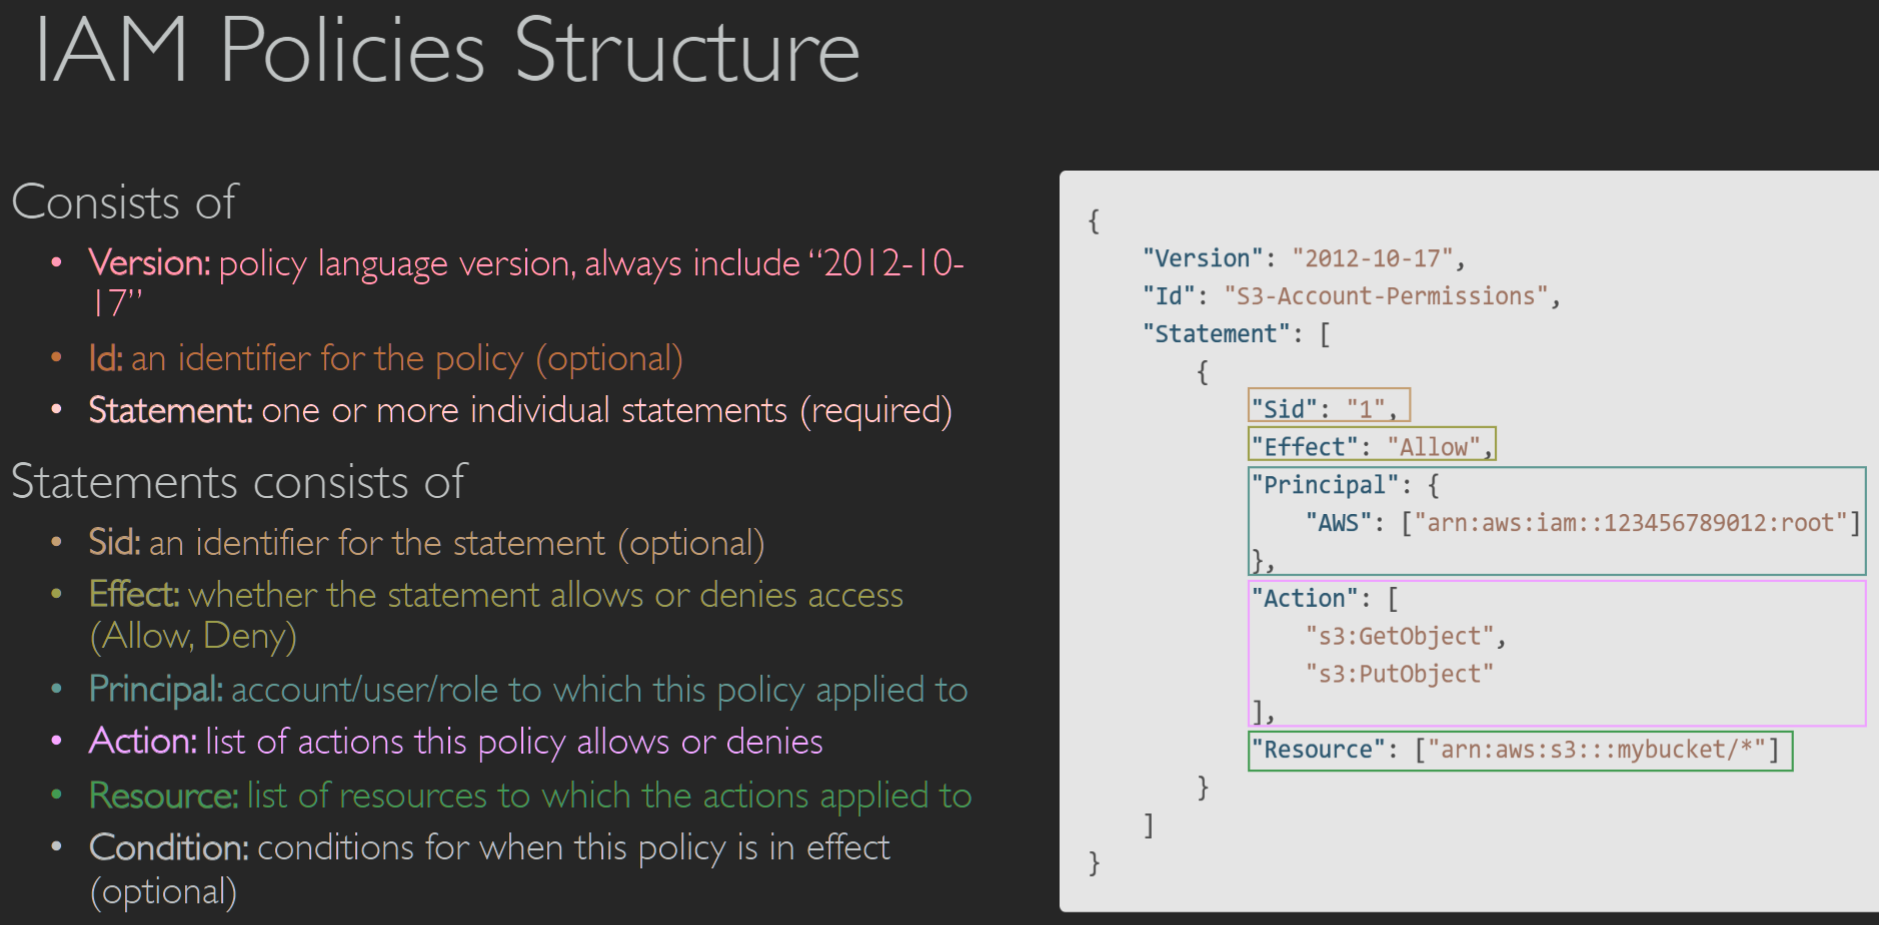 IAM Policies Structure
Consists of
• Version: policy language version, always include “2012-10-
17”
• Id: an identifier for the policy (optional)
• Statement: one or more individual statements (required)
Statements consists of
• Sid: an identifier for the statement (optional)
• Effect: whether the statement allows or denies access
(Allow, Deny)
• Principal: account/user/role to which this policy applied to
• Action: list of actions this policy allows or denies
• Resource: list of resources to which the actions applied to
• Condition: conditions for when this policy is in effect
(optional)
{
    "Version": "2012-10-17",
    "Id": "S3-Account-Permissions",
    "Statement": [
        {
            "Sid": "1",
            "Effect": "Allow",
            "Principal": {
                "AWS": ["arn:aws:iam::123456789012:root"]
            },
            "Action": [
                "s3:GetObject",
                "s3:PutObject"
            ],
            "Resource": ["arn:aws:s3:::mybucket/*"]
        }
    ]
}